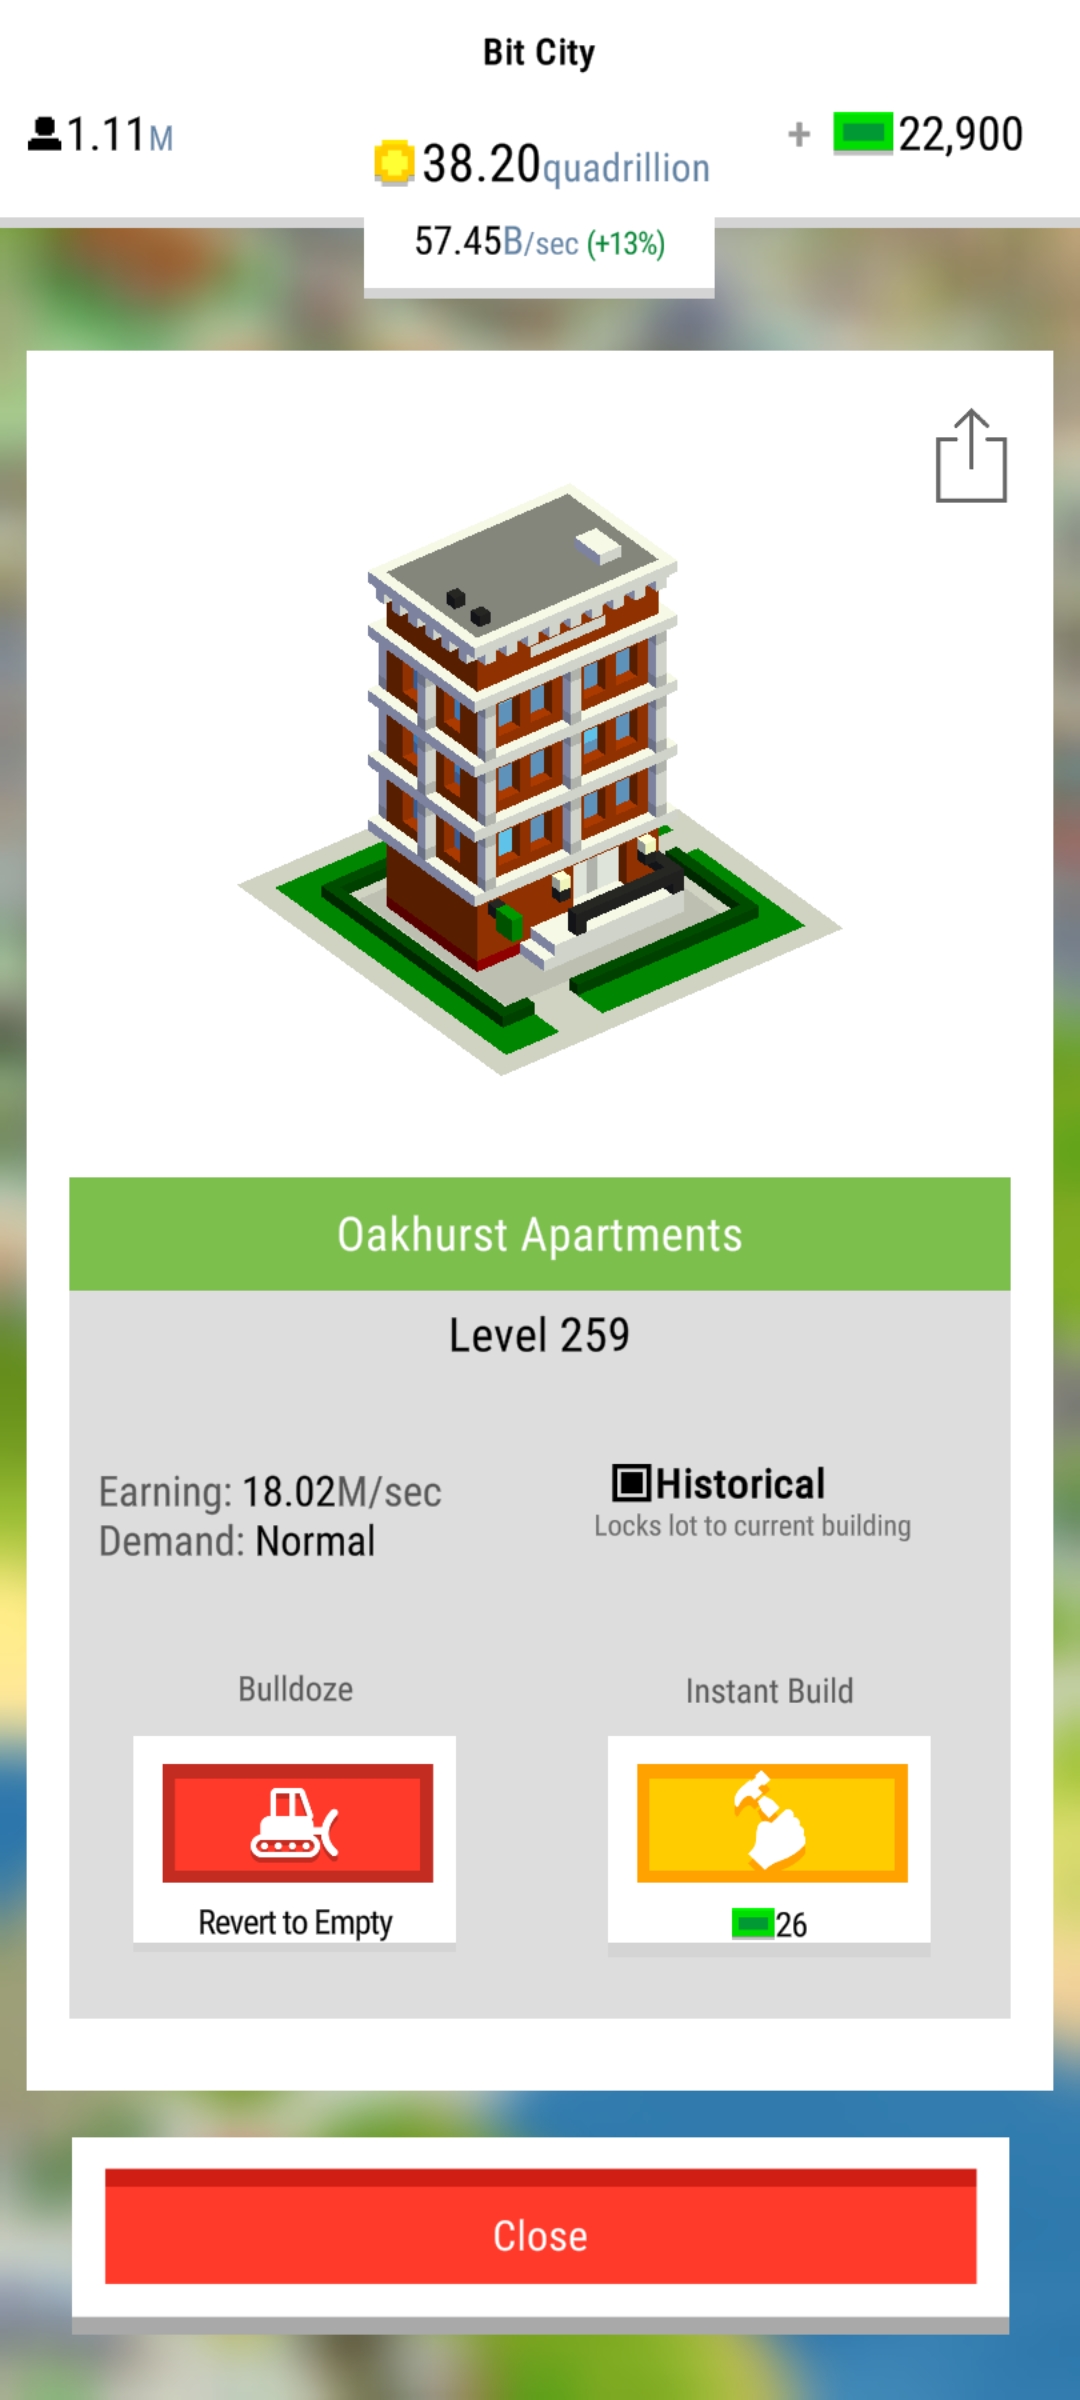 Bit City
1.11M
38.20quadrillion
+ 22,900
57.45B/sec (+13%)
Oakhurst Apartments
Level 259
Earning: 18.02M/sec
Demand: Normal
Historical
Locks lot to current building
Bulldoze
Instant Build
Revert to Empty
26
Close